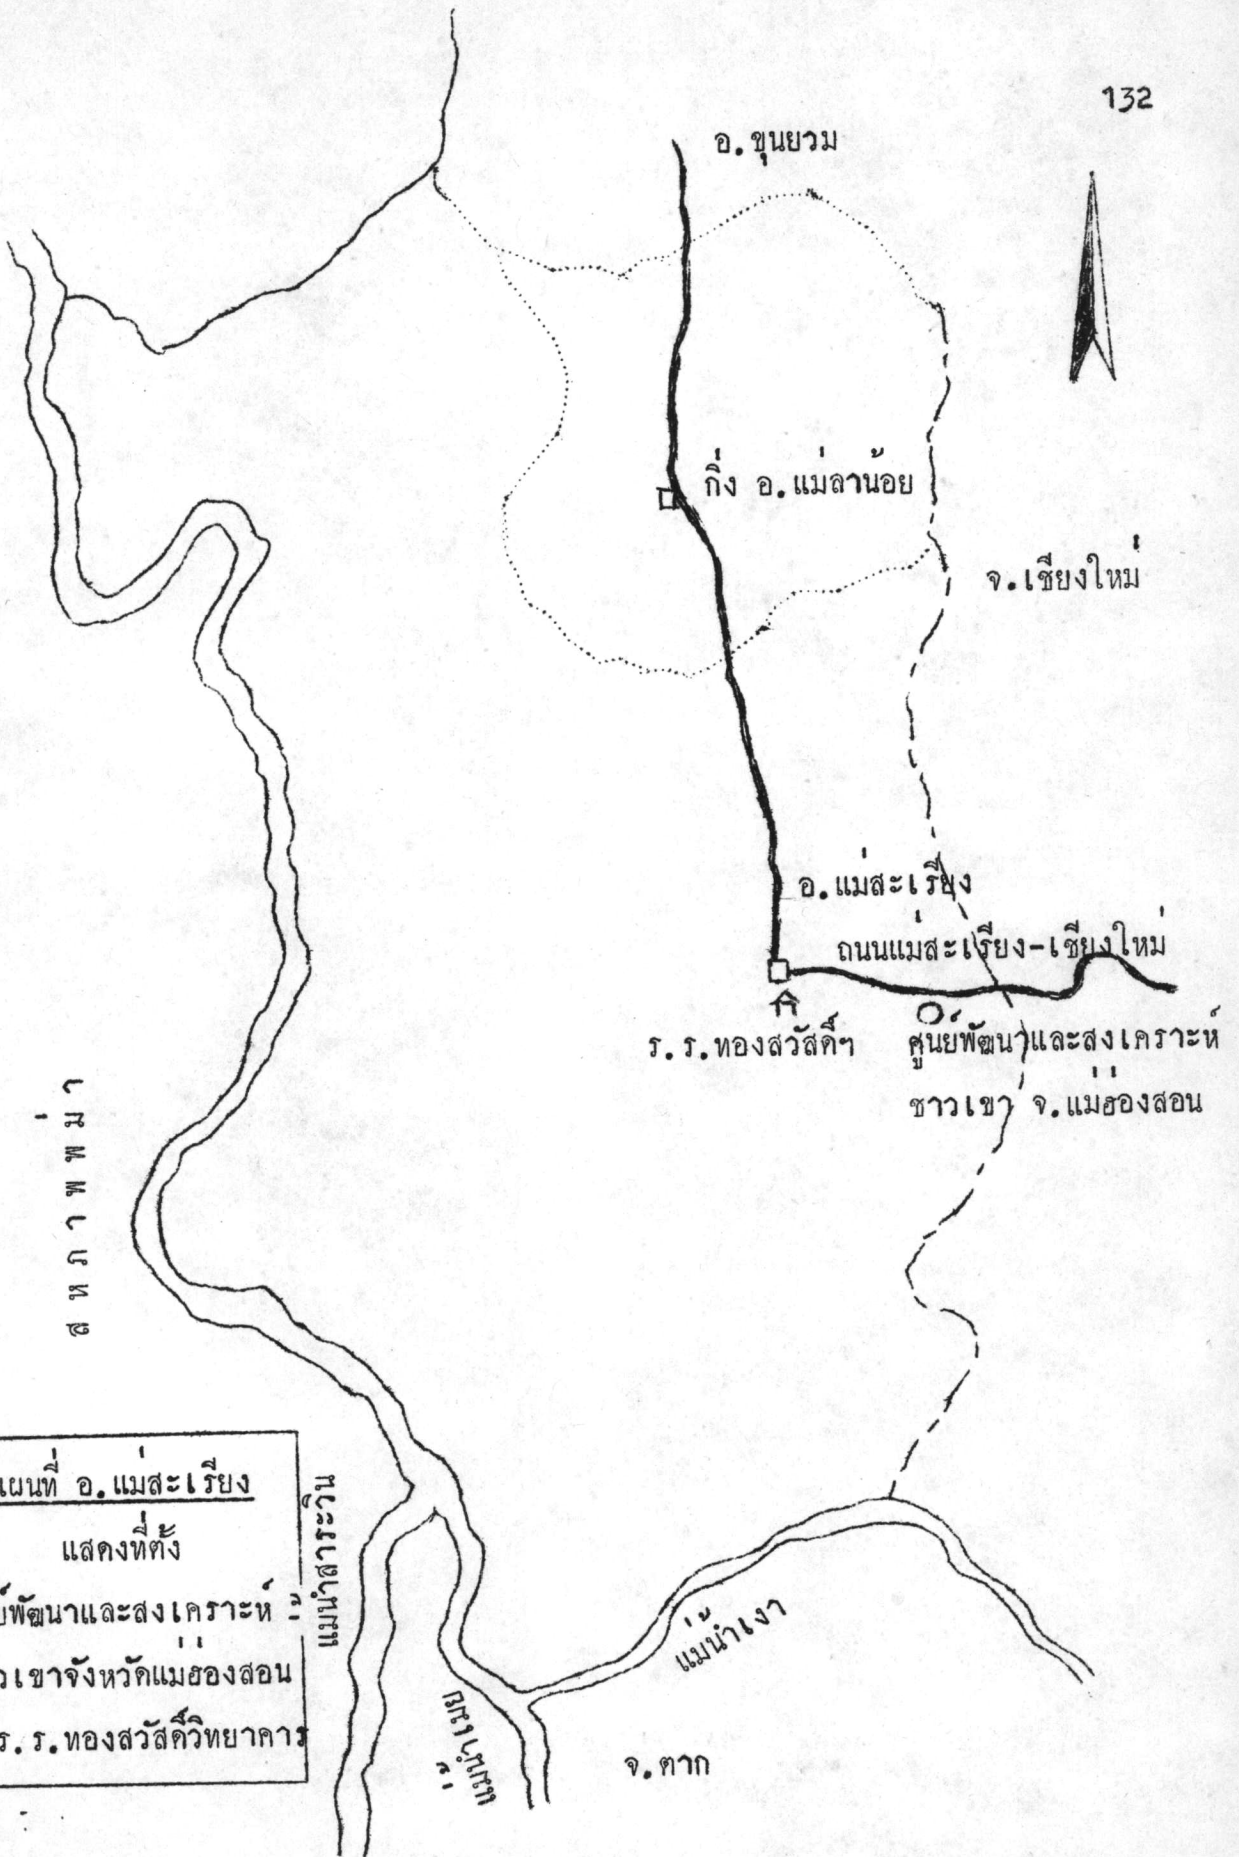 132
อ.ขุนยวม
กิ่ง อ.แม่ลาน้อย
จ.เชียงใหม่
อ.แม่สะเรียง
ถนนแม่สะเรียง-เชียงใหม่
ร.ร.ทองสวัสดิ์ฯ
ศูนย์พัฒนาและสงเคราะห์
ชาวเขา จ.แม่ฮ่องสอน
สหภาพพม่า
แผนที่ อ.แม่สะเรียง
แสดงที่ตั้ง
ย์พัฒนาและสงเคราะห์
วเขาจังหวัดแม่ฮ่องสอน
ร.ร.ทองสวัสดิ์วิทยาคาร
แม่น้ำสาระวิน
แม่น้ำเงา
แม่น้ำเมย
จ.ตาก